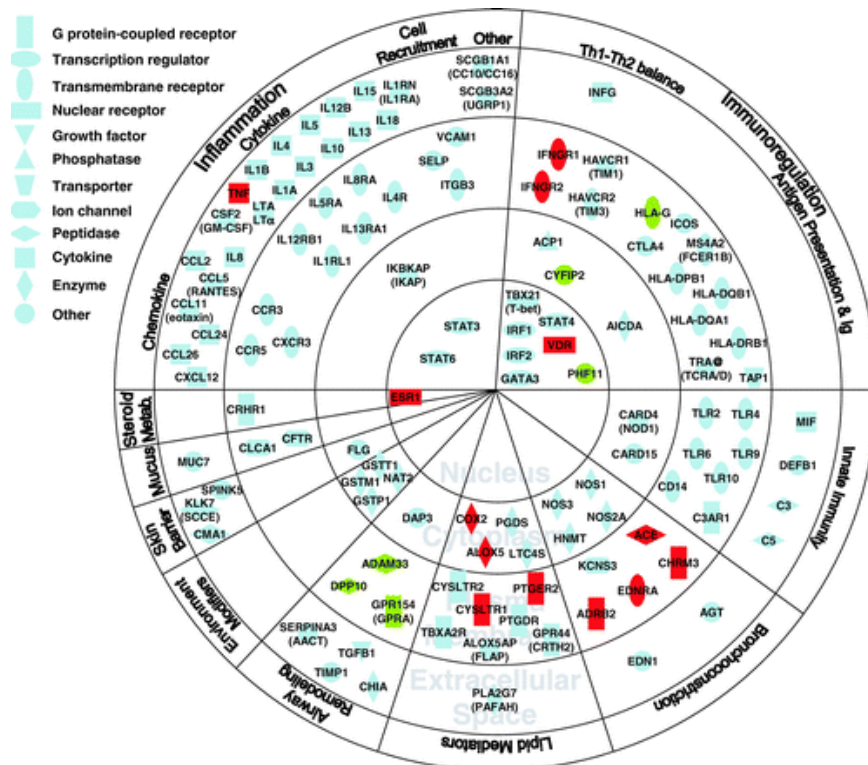 G protein-coupled receptor
Transcription regulator
Transmembrane receptor
Nuclear receptor
Growth factor
Phosphatase
Transporter
Ion channel
Peptidase
Cytokine
Enzyme
Other
Inflammation
Cytokine
Cell
Recruitment
Other
Chemokine
Th1-Th2 balance
Immunoregulation
Antigen Presentation & Ig
Innate Immunity
Bronchoconstriction
Lipid Mediators
Airway
Remodeling
Environment
Modifiers
Skin
Barrier
Mucus
Steroid
Metab.
SCGB1A1
(CC10/CC16)
SCGB3A2
(UGRP1)
IL15
IL1RN
(IL1RA)
IL12B
IL18
IL5
IL13
IL4
IL10
IL1B
IL3
TNF
IL1A
LTA
LTα
CSF2
(GM-CSF)
CCL2
IL8
CCL5
(RANTES)
CCL11
(eotaxin)
CCL24
CCL26
CXCL12
VCAM1
SELP
ITGB3
IL8RA
IL5RA
IL4R
IL12RB1
IL13RA1
IL1RL1
CCR3
CCR5
CXCR3
IKBKAP
(IKAP)
STAT3
STAT6
INFG
IFNGR1
IFNGR2
HAVCR1
(TIM1)
HAVCR2
(TIM3)
HLA-G
ICOS
CTLA4
MS4A2
(FCER1B)
HLA-DPB1
HLA-DQB1
HLA-DQA1
HLA-DRB1
TRA@
(TCRA/D)
TAP1
ACP1
CYFIP2
AICDA
TBX21
(T-bet)
STAT4
IRF1
VDR
IRF2
PHF11
GATA3
ESR1
CRHR1
MUC7
CLCA1
CFTR
SPINK5
KLK7
(SCCE)
CMA1
FLG
GSTT1
GSTM1
NAT2
GSTP1
DAP3
ADAM33
DPP10
GPR154
(GPRA)
SERPINA3
(AACT)
TGFB1
TIMP1
CHIA
COX2
PGDS
ALOX5
LTC4S
CYSLTR2
PTGER2
CYSLTR1
PTGDR
TBXA2R
ALOX5AP
(FLAP)
GPR44
(CRTH2)
PLA2G7
(PAFAH)
NOS1
NOS3
NOS2A
HNMT
KCNS3
ACE
CHRM3
EDNRA
ADRB2
AGT
EDN1
CARD4
(NOD1)
CARD15
TLR2
TLR4
TLR6
TLR9
TLR10
CD14
C3AR1
MIF
DEFB1
C3
C5
Nucleus
Cytoplasm
Plasma
Membrane
Extracellular
Space